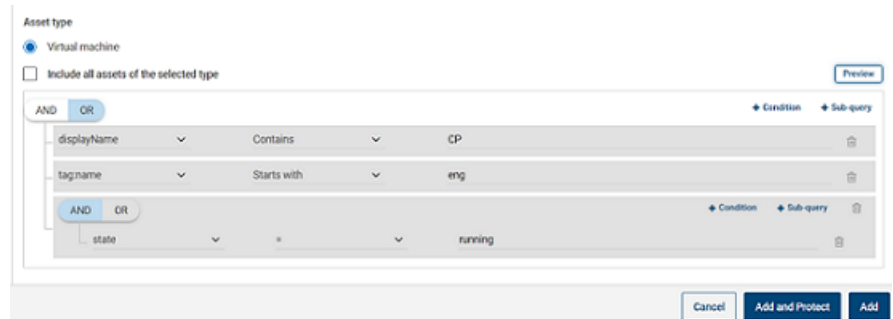 Asset type
Virtual machine
Include all assets of the selected type
Preview
AND OR + Condition + Sub-query
displayName Contains CP
tag:name Starts with eng
AND OR + Condition + Sub-query
state = running
Cancel Add and Protect Add